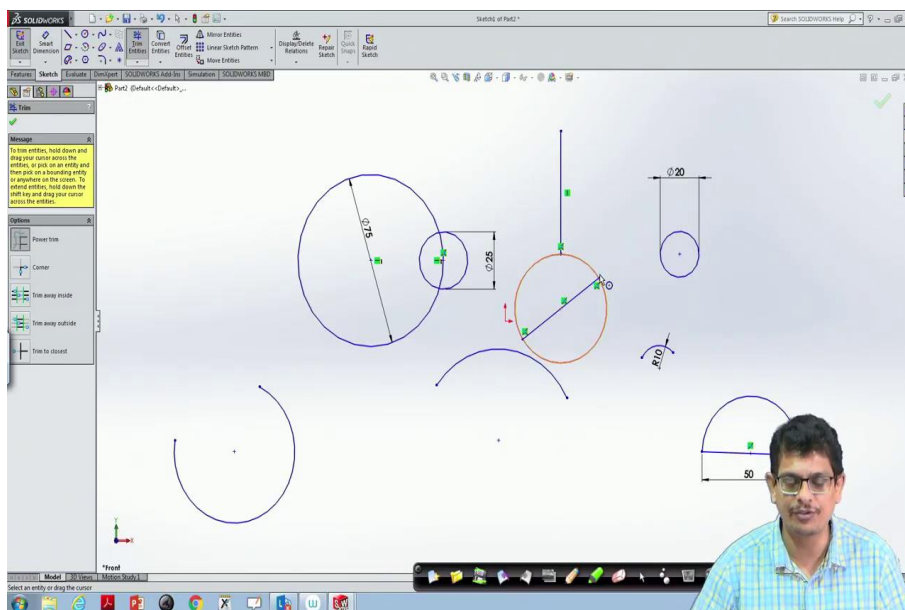 SOLIDWORKS
Sketch1 of Part2 *
Search SOLIDWORKS Help
Exit Sketch
Smart Dimension
Trim Entities
Convert Entities
Offset Entities
Mirror Entities
Linear Sketch Pattern
Move Entities
Display/Delete Relations
Repair Sketch
Quick Snaps
Rapid Sketch
Features
Sketch
Evaluate
DimXpert
SOLIDWORKS Add-Ins
Simulation
SOLIDWORKS MBD
Part2 (Default<<Default>_...
Trim
?
Message
To trim entities, hold down and
drag your cursor across the
entities, or pick on an entity and
then pick on a bounding entity
or anywhere on the screen. To
extend entities, hold down the
shift key and drag your cursor
across the entities.
Options
Power trim
Corner
Trim away inside
Trim away outside
Trim to closest
Ø75
Ø25
Ø20
R10
50
Y
X
*Front
Model
3D Views
Motion Study 1
Select an entity or drag the cursor